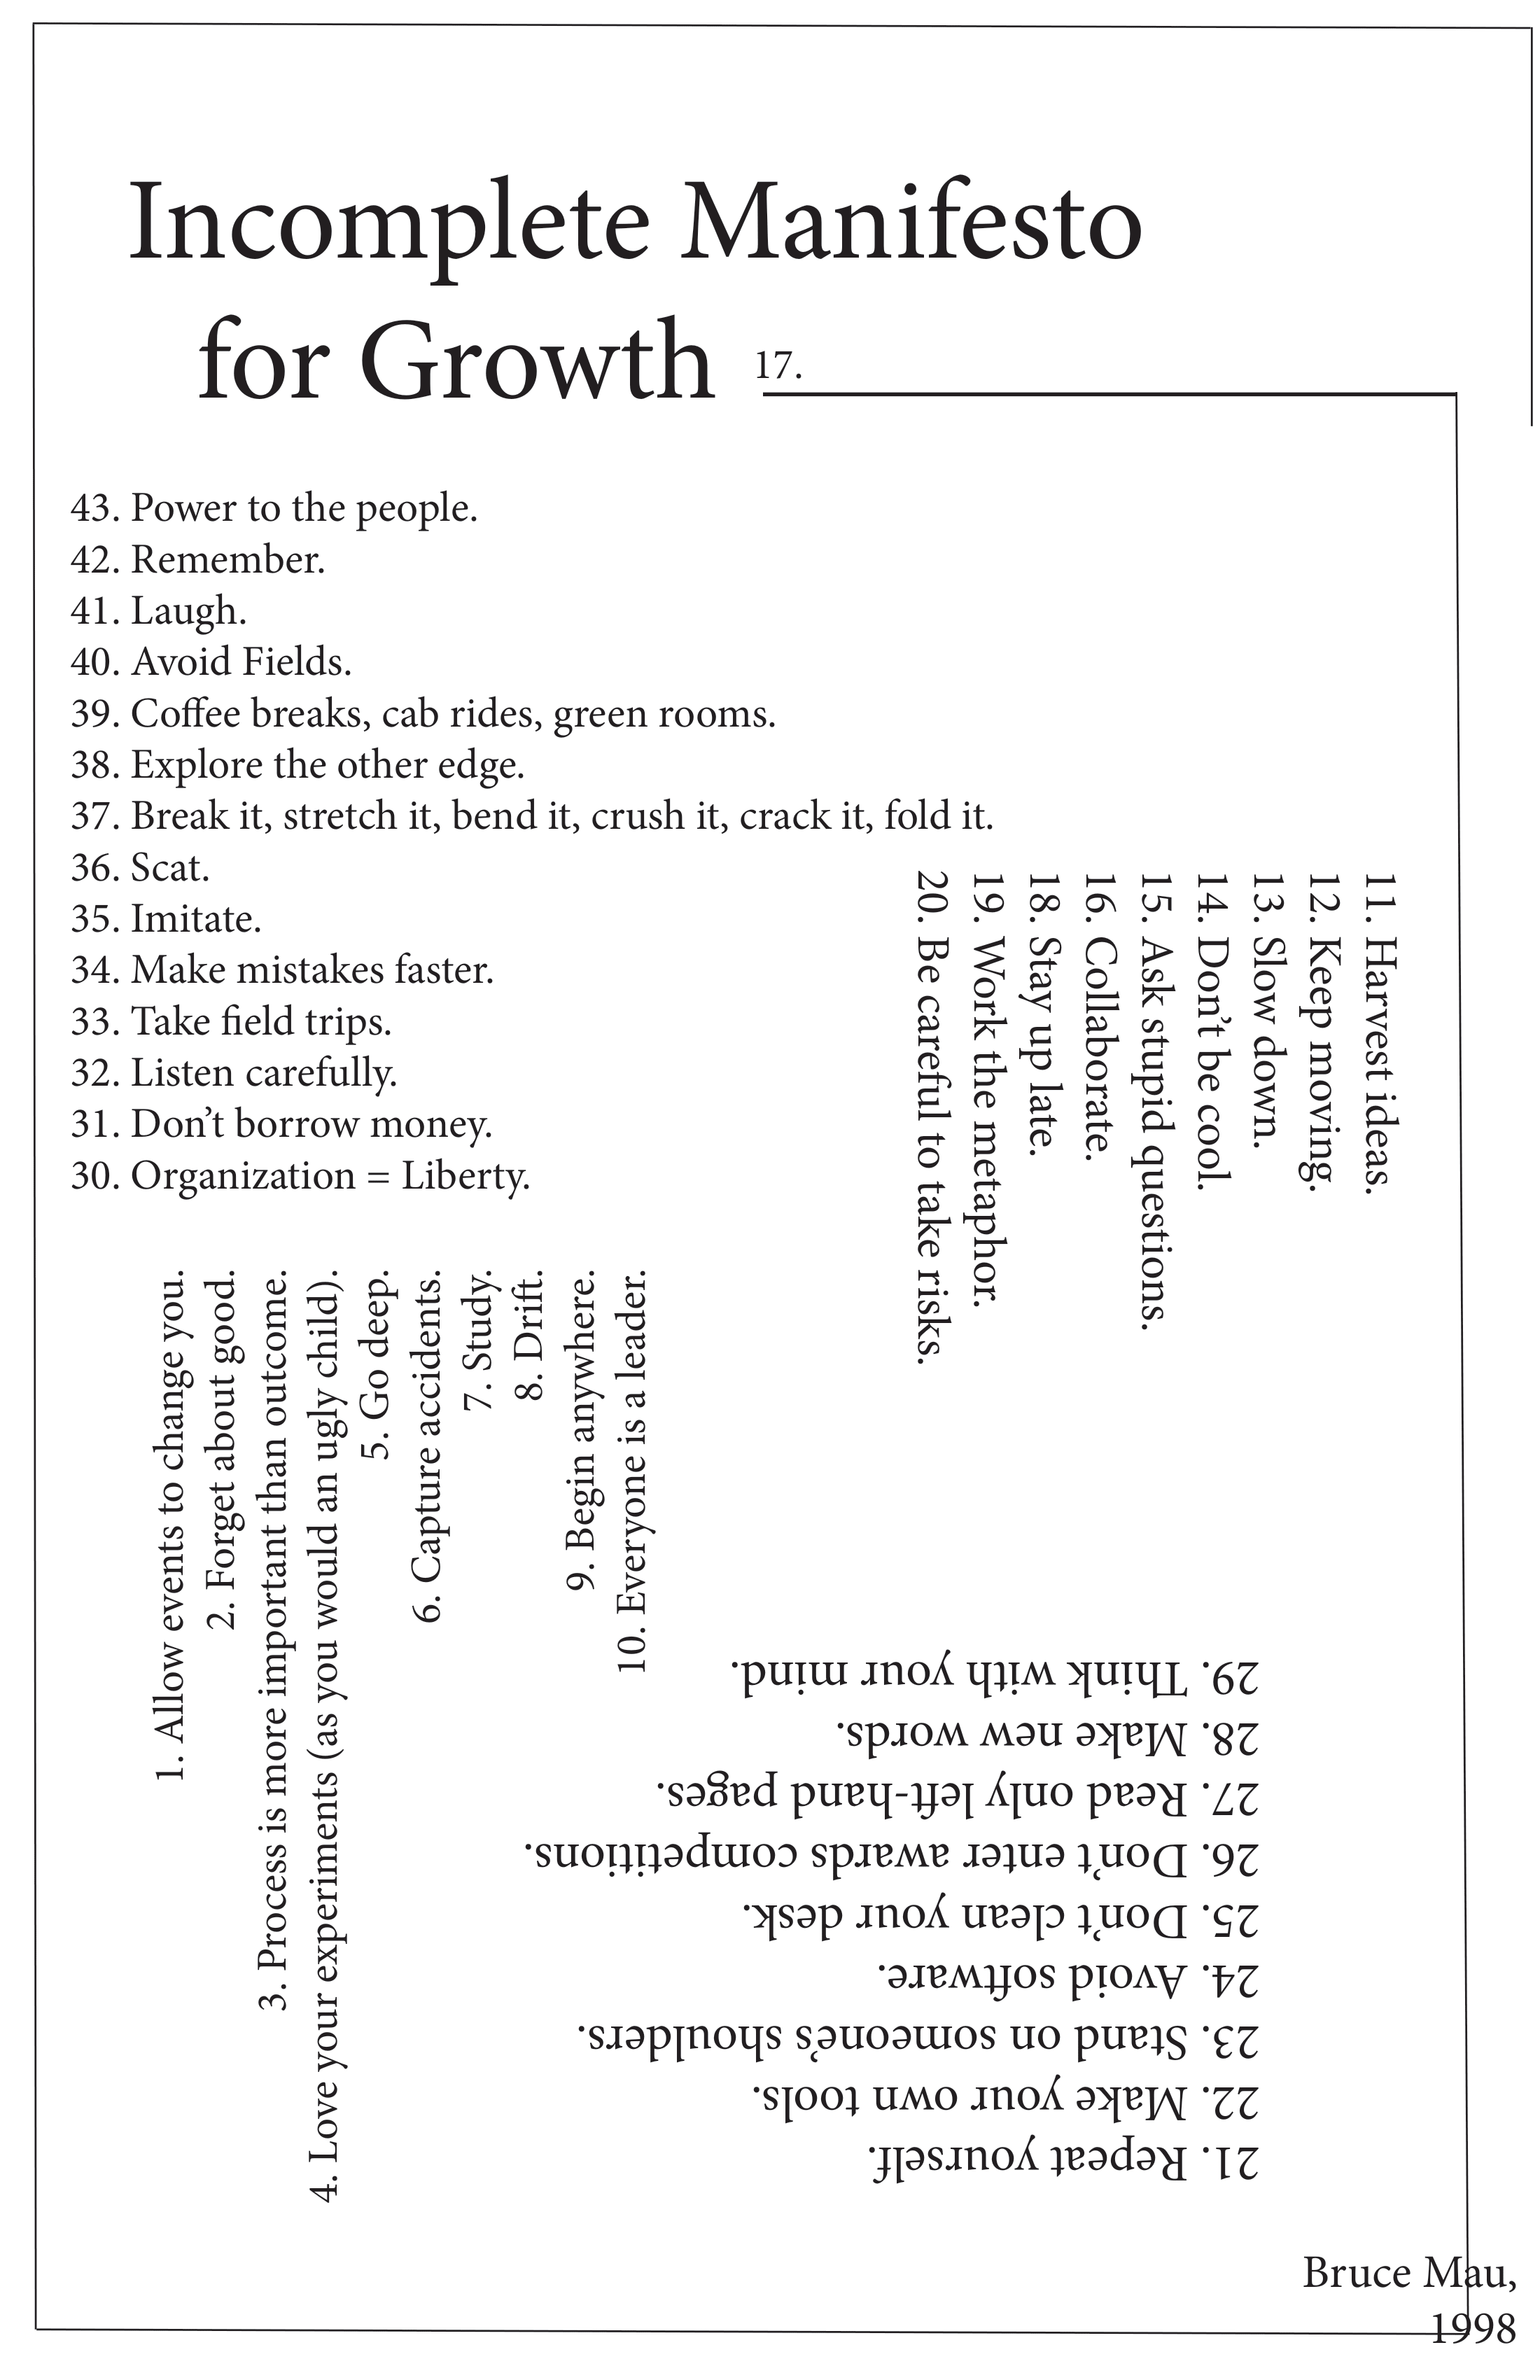 Incomplete Manifesto
for Growth 17.
43. Power to the people.
42. Remember.
41. Laugh.
40. Avoid Fields.
39. Coffee breaks, cab rides, green rooms.
38. Explore the other edge.
37. Break it, stretch it, bend it, crush it, crack it, fold it.
36. Scat.
35. Imitate.
34. Make mistakes faster.
33. Take field trips.
32. Listen carefully.
31. Don’t borrow money.
30. Organization = Liberty.
11. Harvest ideas.
12. Keep moving.
13. Slow down.
14. Don’t be cool.
15. Ask stupid questions.
16. Collaborate.
18. Stay up late.
19. Work the metaphor.
20. Be careful to take risks.
1. Allow events to change you.
2. Forget about good.
3. Process is more important than outcome.
4. Love your experiments (as you would an ugly child).
5. Go deep.
6. Capture accidents.
7. Study.
8. Drift.
9. Begin anywhere.
10. Everyone is a leader.
21. Repeat yourself.
22. Make your own tools.
23. Stand on someone’s shoulders.
24. Avoid software.
25. Don’t clean your desk.
26. Don’t enter awards competitions.
27. Read only left-hand pages.
28. Make new words.
29. Think with your mind.
Bruce Mau,
1998